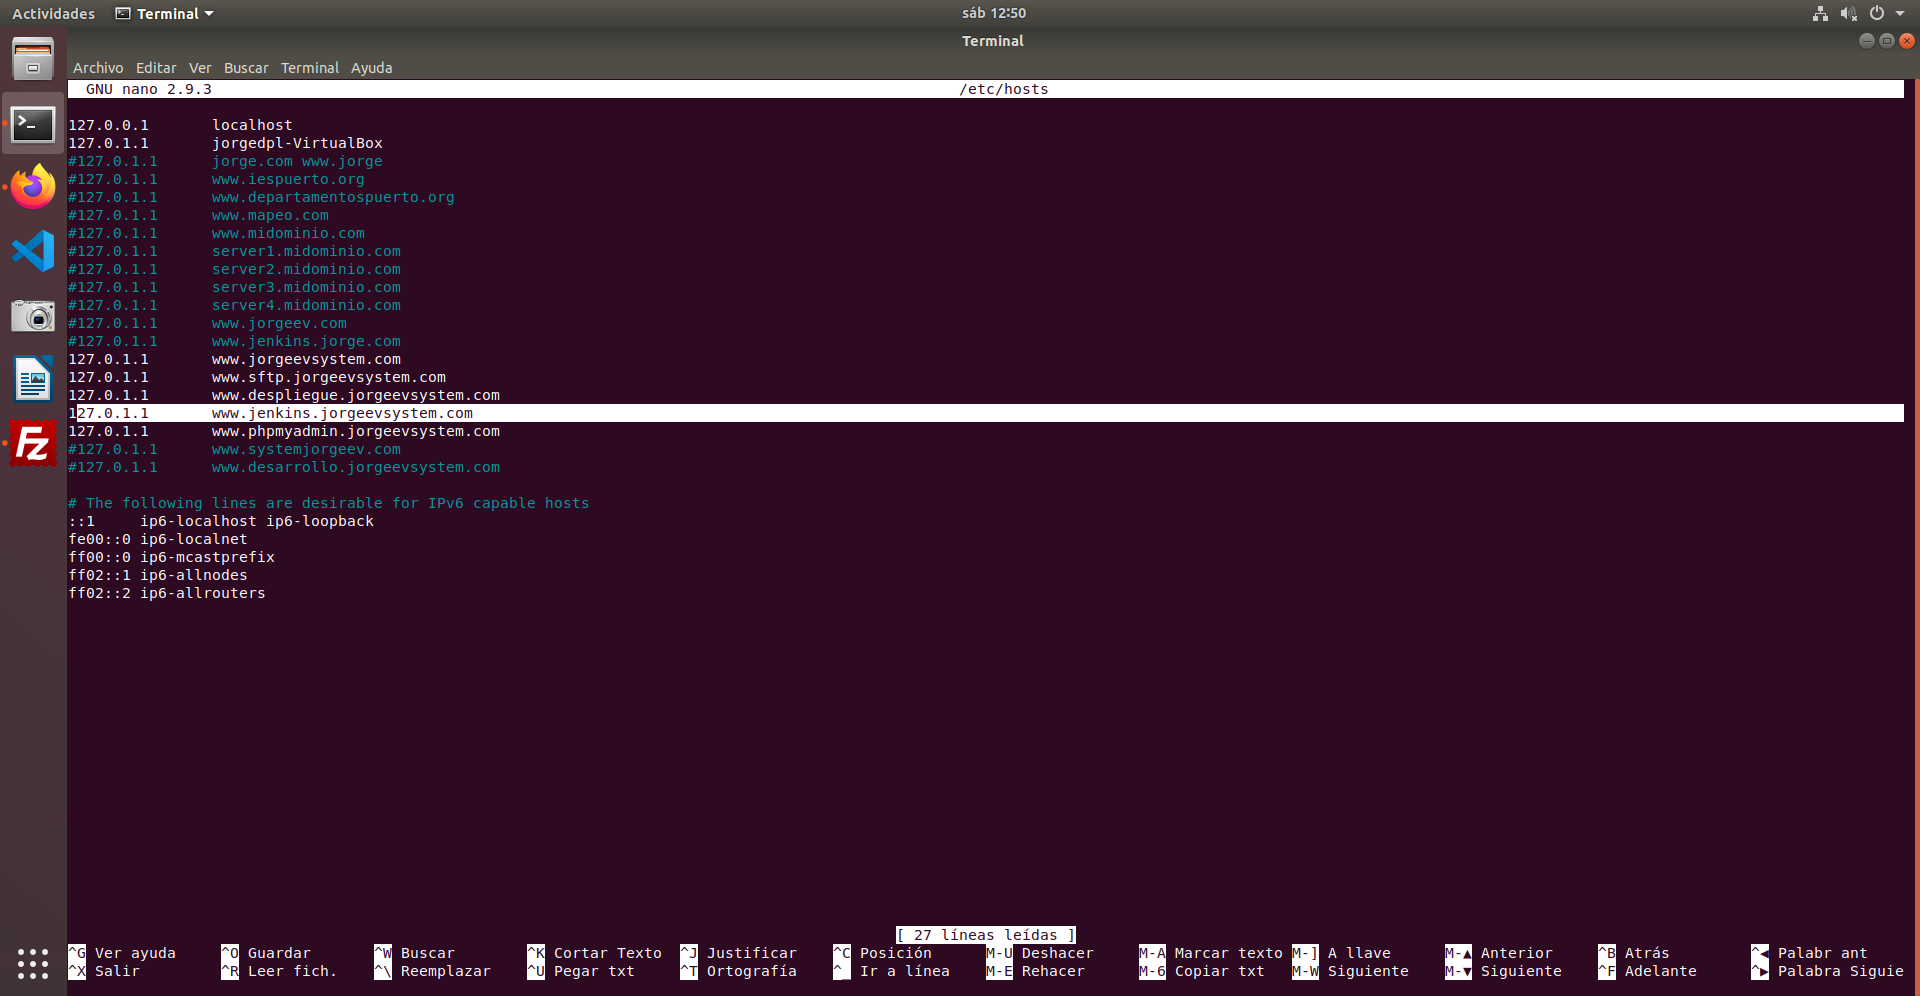 Actividades Terminal sáb 12:50
Terminal
Archivo Editar Ver Buscar Terminal Ayuda
GNU nano 2.9.3 /etc/hosts
127.0.0.1 localhost
127.0.1.1 jorgedpl-VirtualBox
#127.0.1.1 jorge.com www.jorge
#127.0.1.1 www.iespuerto.org
#127.0.1.1 www.departamentospuerto.org
#127.0.1.1 www.mapeo.com
#127.0.1.1 www.midominio.com
#127.0.1.1 server1.midominio.com
#127.0.1.1 server2.midominio.com
#127.0.1.1 server3.midominio.com
#127.0.1.1 server4.midominio.com
#127.0.1.1 www.jorgeev.com
#127.0.1.1 www.jenkins.jorge.com
127.0.1.1 www.jorgeevsystem.com
127.0.1.1 www.sftp.jorgeevsystem.com
127.0.1.1 www.despliegue.jorgeevsystem.com
127.0.1.1 www.jenkins.jorgeevsystem.com
127.0.1.1 www.phpmyadmin.jorgeevsystem.com
#127.0.1.1 www.systemjorgeev.com
#127.0.1.1 www.desarrollo.jorgeevsystem.com
# The following lines are desirable for IPv6 capable hosts
::1 ip6-localhost ip6-loopback
fe00::0 ip6-localnet
ff00::0 ip6-mcastprefix
ff02::1 ip6-allnodes
ff02::2 ip6-allrouters
[ 27 líneas leídas ]
^G Ver ayuda ^O Guardar ^W Buscar ^K Cortar Texto ^J Justificar ^C Posición M-U Deshacer M-A Marcar texto M-] A llave M-▲ Anterior ^B Atrás ^◀ Palabr ant
^X Salir ^R Leer fich. ^\ Reemplazar ^U Pegar txt ^T Ortografía ^_ Ir a línea M-E Rehacer M-6 Copiar txt M-W Siguiente M-▼ Siguiente ^F Adelante ^▶ Palabra Siguie